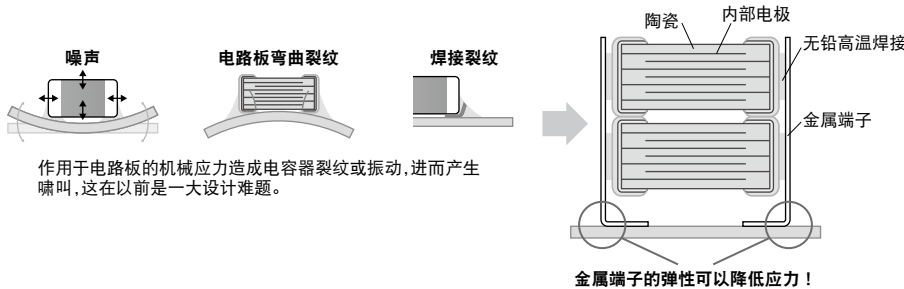 噪声
电路板弯曲裂纹
焊接裂纹
作用于电路板的机械应力造成电容器裂纹或振动,进而产生
啸叫,这在以前是一大设计难题。
陶瓷
内部电极
无铅高温焊接
金属端子
金属端子的弹性可以降低应力！